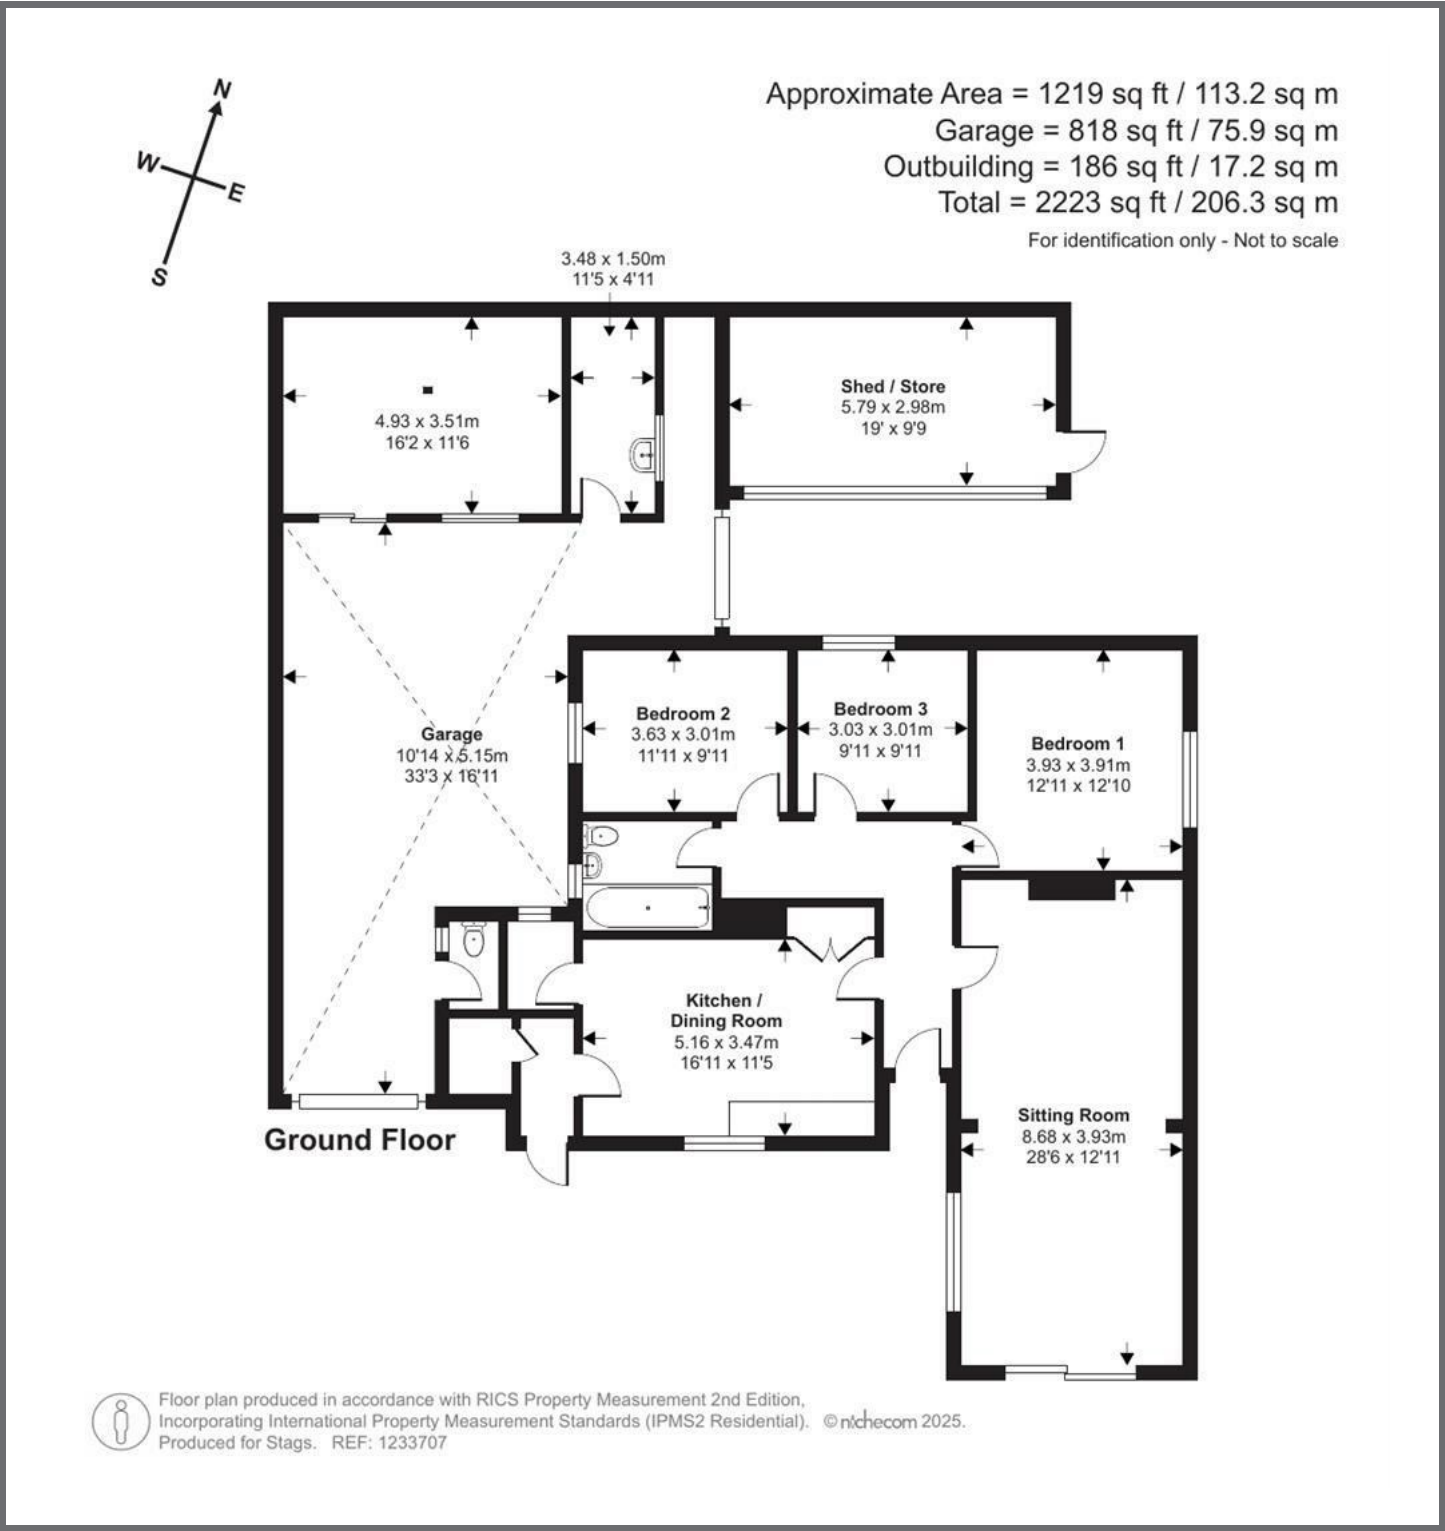 N
W
E
S
Approximate Area = 1219 sq ft / 113.2 sq m
Garage = 818 sq ft / 75.9 sq m
Outbuilding = 186 sq ft / 17.2 sq m
Total = 2223 sq ft / 206.3 sq m
For identification only - Not to scale
3.48 x 1.50m
11'5 x 4'11
4.93 x 3.51m
16'2 x 11'6
Shed / Store
5.79 x 2.98m
19' x 9'9
Garage
10'14 x 5.15m
33'3 x 16'11
Bedroom 2
3.63 x 3.01m
11'11 x 9'11
Bedroom 3
3.03 x 3.01m
9'11 x 9'11
Bedroom 1
3.93 x 3.91m
12'11 x 12'10
Kitchen /
Dining Room
5.16 x 3.47m
16'11 x 11'5
Sitting Room
8.68 x 3.93m
28'6 x 12'11
Ground Floor
Floor plan produced in accordance with RICS Property Measurement 2nd Edition,
Incorporating International Property Measurement Standards (IPMS2 Residential). © nichecom 2025.
Produced for Stags. REF: 1233707